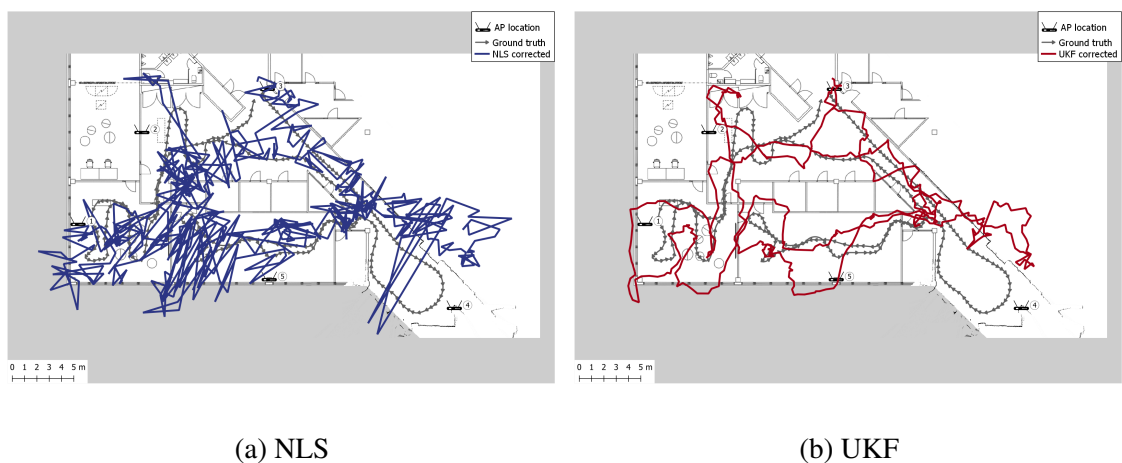 AP location
Ground truth
NLS corrected
3
2
1
5
4
0 1 2 3 4 5 m
(a) NLS
AP location
Ground truth
UKF corrected
3
2
1
5
4
0 1 2 3 4 5 m
(b) UKF